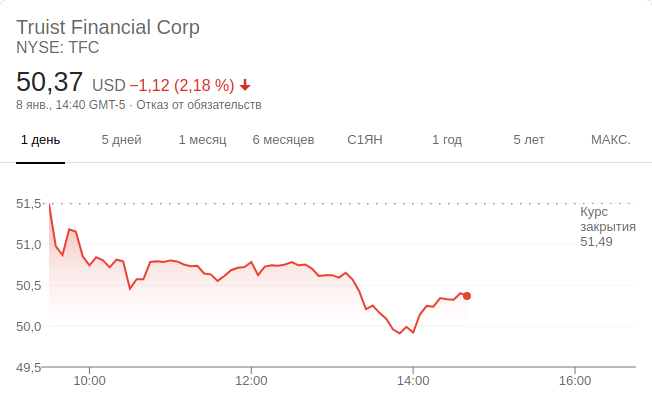 Truist Financial Corp
NYSE: TFC
50,37 USD −1,12 (2,18 %)
8 янв., 14:40 GMT-5 · Отказ от обязательств
1 день 5 дней 1 месяц 6 месяцев С1ЯН 1 год 5 лет МАКС.
51,5
Курс
закрытия
51,49
51,0
50,5
50,0
49,5
10:00 12:00 14:00 16:00